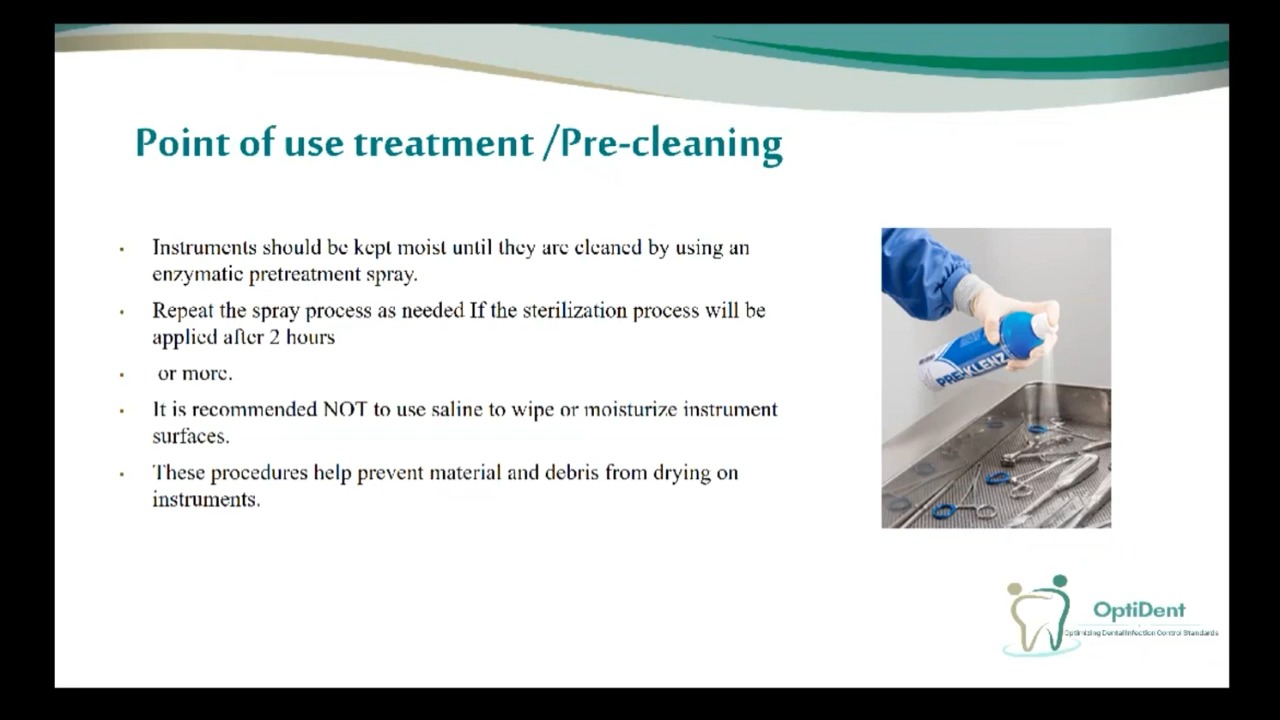 Point of use treatment /Pre-cleaning
Instruments should be kept moist until they are cleaned by using an
enzymatic pretreatment spray.
Repeat the spray process as needed If the sterilization process will be
applied after 2 hours
or more.
It is recommended NOT to use saline to wipe or moisturize instrument
surfaces.
These procedures help prevent material and debris from drying on
instruments.
PRE-KLENZ
OptiDent
Optimizing Dental Infection Control Standards